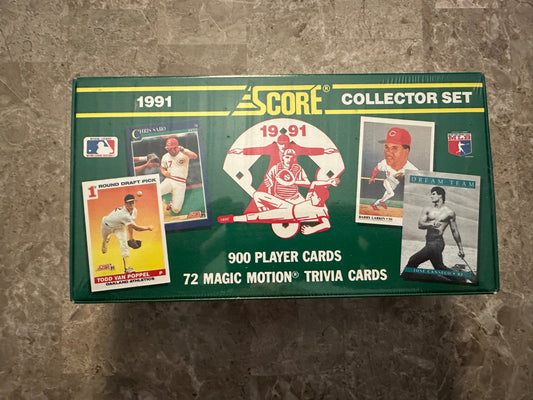 1991
SCORE®
COLLECTOR SET
CHRIS SABO
1991
1st ROUND DRAFT PICK
TODD VAN POPPEL P
OAKLAND ATHLETICS
BARRY LARKIN • SS
DREAM TEAM
JOSE CANSECO
900 PLAYER CARDS
72 MAGIC MOTION® TRIVIA CARDS